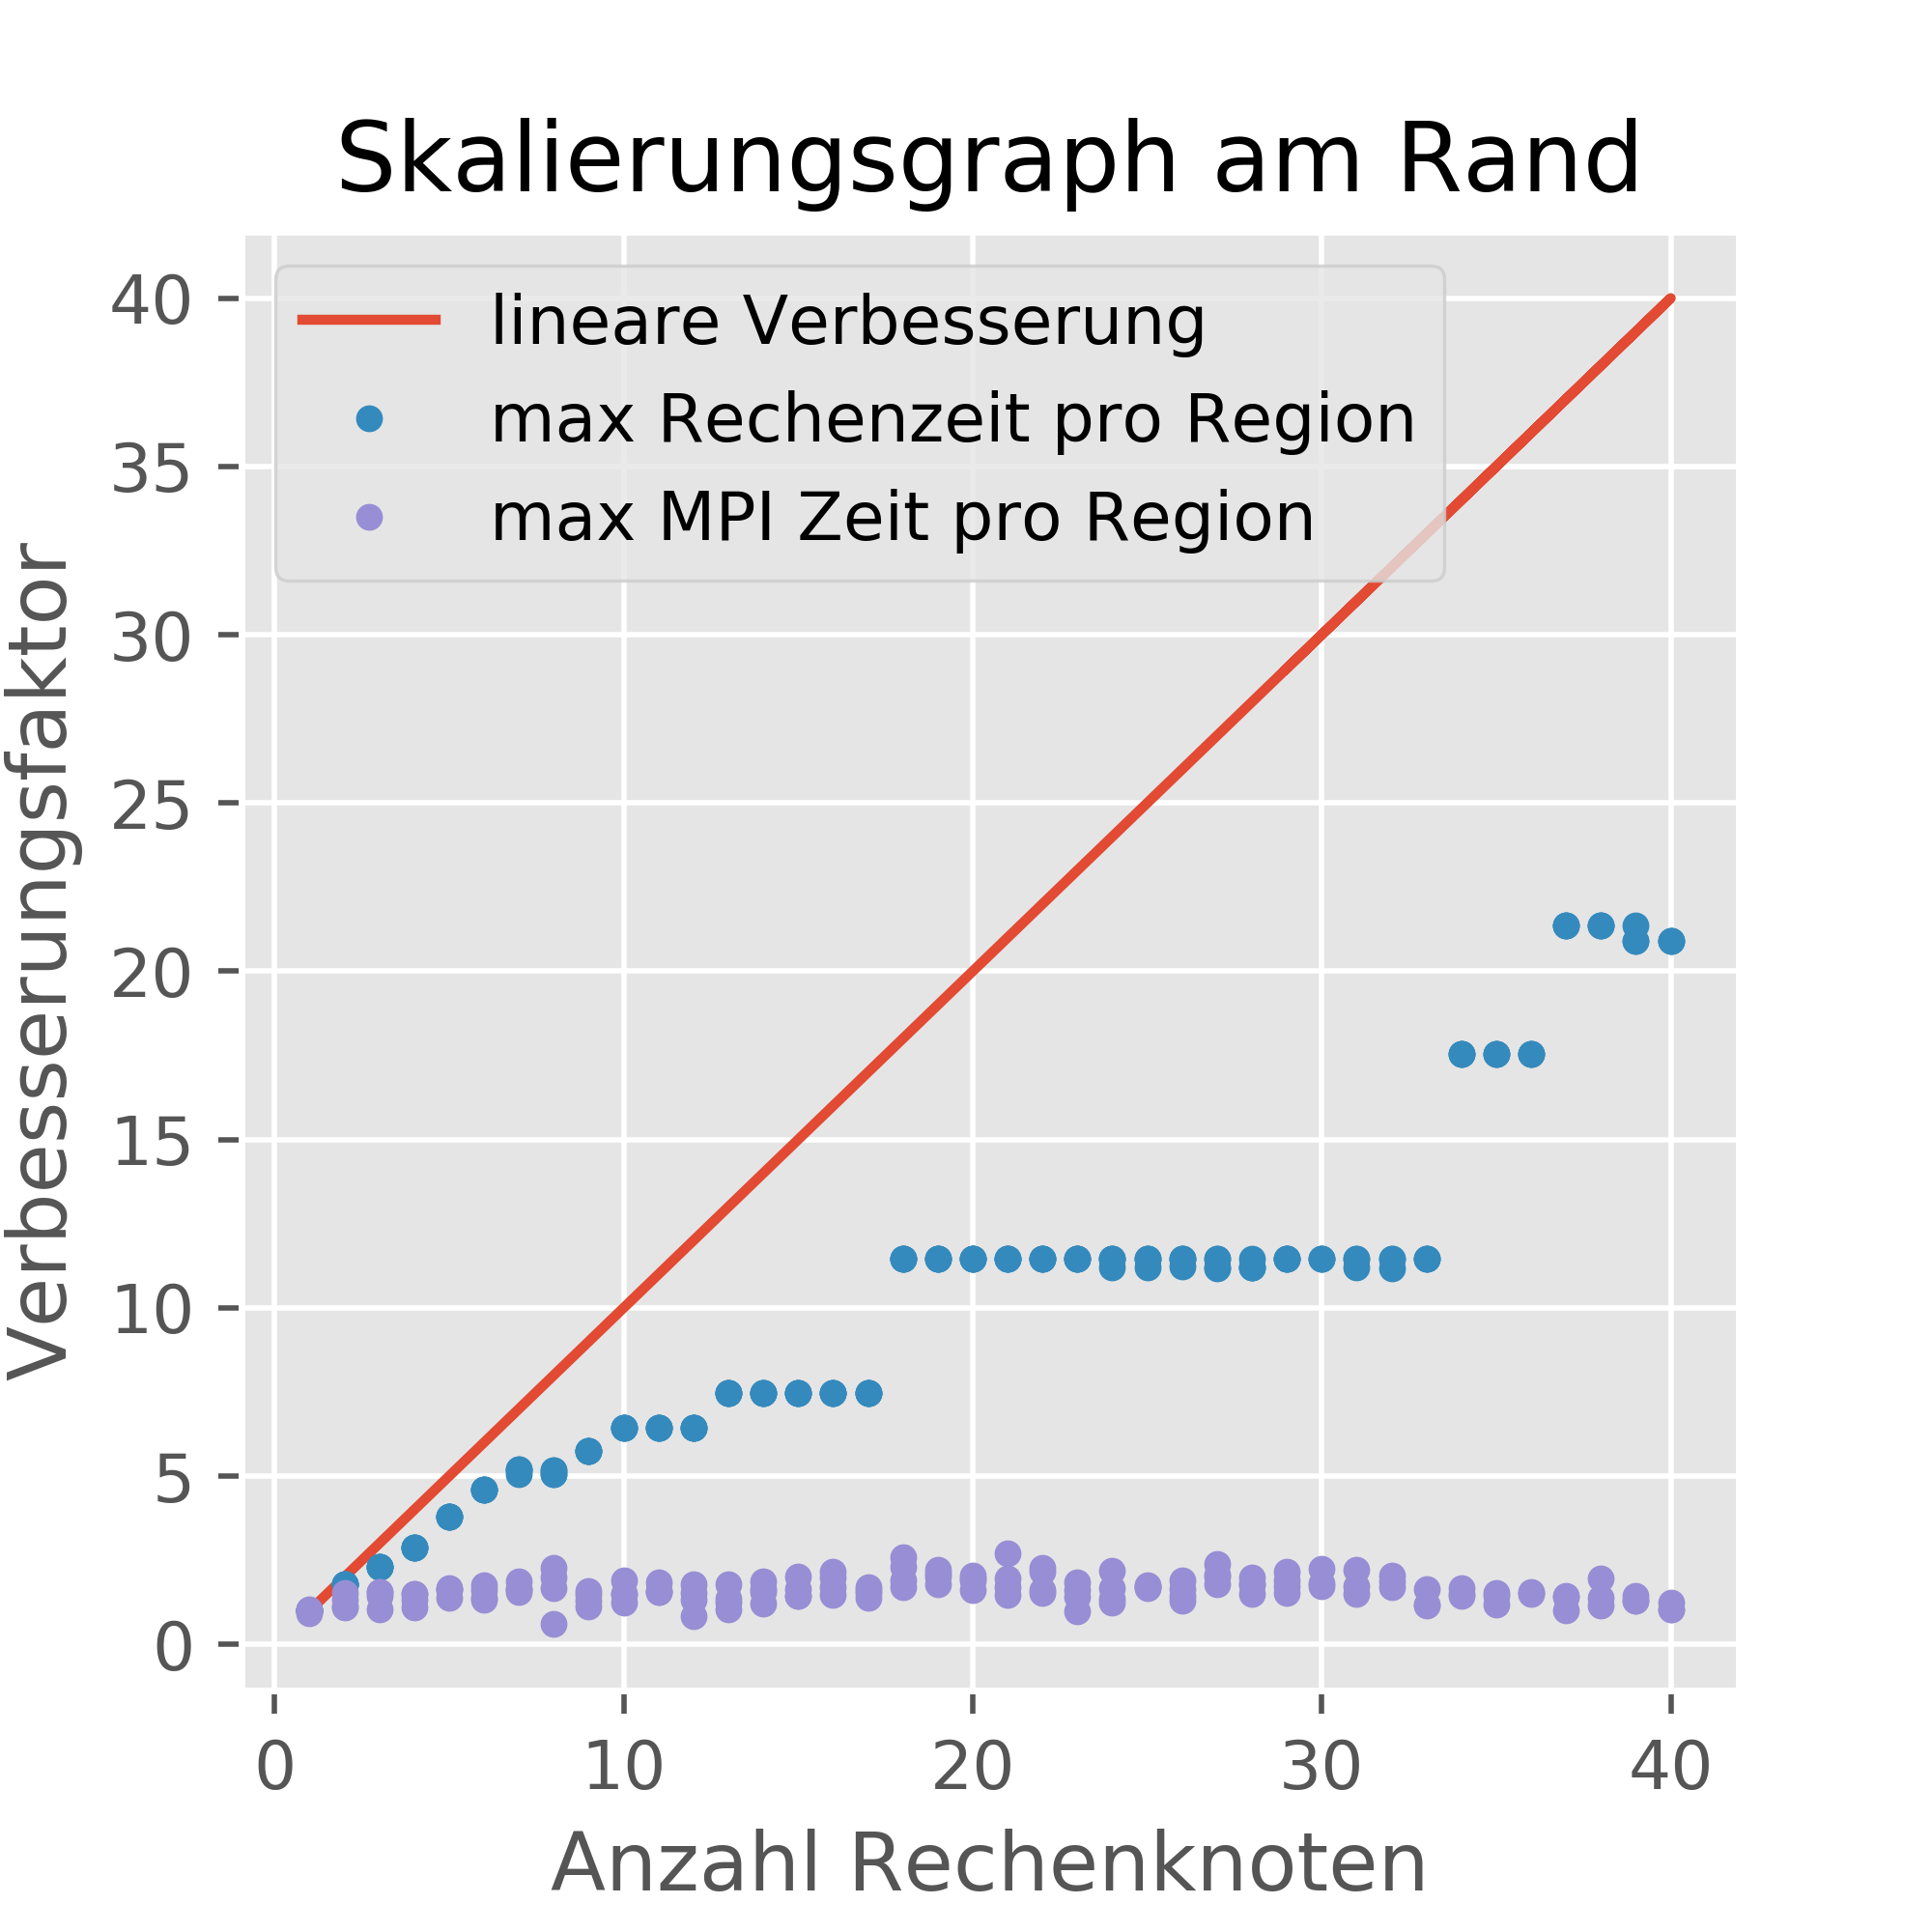 Skalierungsgraph am Rand
lineare Verbesserung
max Rechenzeit pro Region
max MPI Zeit pro Region
Verbesserungsfaktor
40
35
30
25
20
15
10
5
0
0 10 20 30 40
Anzahl Rechenknoten